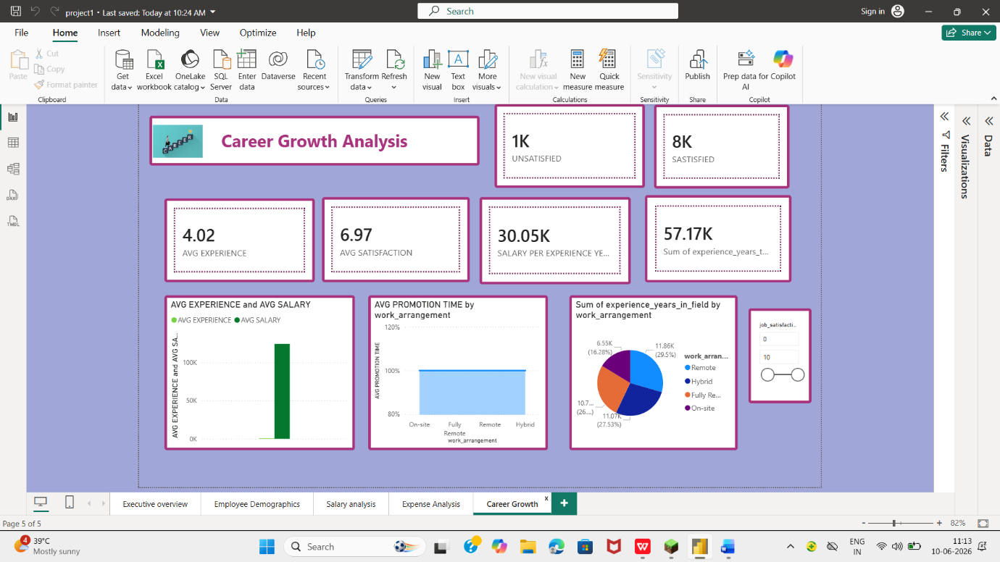 project1 • Last saved: Today at 10:24 AM
Search
Sign in
File Home Insert Modeling View Optimize Help
Share
Paste
Cut
Copy
Format painter
Clipboard
Get data
Excel workbook
OneLake catalog
SQL Server
Enter data
Dataverse
Recent sources
Data
Transform data
Refresh
Queries
New visual
Text box
More visuals
Insert
New visual calculation
New measure
Quick measure
Calculations
Sensitivity
Sensitivity
Publish
Share
Prep data for AI
Copilot
Copilot
DAX
TMDL
CAREER
Career Growth Analysis
1K
UNSATISFIED
8K
SASTISFIED
4.02
AVG EXPERIENCE
6.97
AVG SATISFACTION
30.05K
SALARY PER EXPERIENCE YE...
57.17K
Sum of experience_years_t...
AVG EXPERIENCE and AVG SALARY
AVG EXPERIENCE AVG SALARY
AVG EXPERIENCE and AVG SA...
100K
50K
0K
AVG PROMOTION TIME by
work_arrangement
AVG PROMOTION TIME
120%
100%
80%
On-site Fully Remote Remote Hybrid
work_arrangement
Sum of experience_years_in_field by
work_arrangement
6.55K
(16.28%)
11.86K
(29.5%)
10.7...
(26....)
11.07K
(27.53%)
work_arran...
Remote
Hybrid
Fully Re...
On-site
job_satisfacti...
0
10
Filters
Visualizations
Data
Executive overview Employee Demographics Salary analysis Expense Analysis Career Growth x +
Page 5 of 5
- + 82%
4
39°C
Mostly sunny
Search
ENG
IN
11:13
10-06-2026